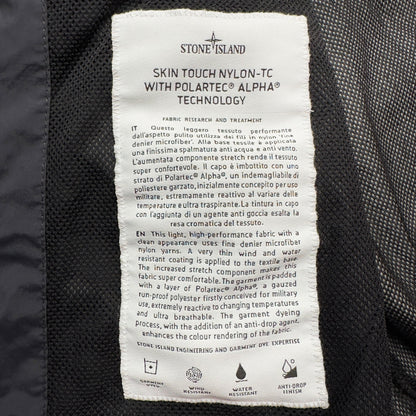 STONE ISLAND
SKIN TOUCH NYLON-TC
WITH POLARTEC® ALPHA®
TECHNOLOGY
FABRIC RESEARCH AND TREATMENT
IT Questo leggero tessuto performante
dall'aspetto pulito utilizza dei fili in nylon 'fine
denier microfiber'. Alla base tessile è applicata
una finissima spalmatura anti acqua e anti vento.
L'aumentata componente stretch rende il tessuto
super confortevole. Il capo è imbottito con uno
strato di Polartec® Alpha®, un indemagliabile di
poliestere garzato, inizialmente concepito per uso
militare, estremamente reattivo al variare delle
temperature e ultra traspirante. La tintura in capo
con l'aggiunta di un agente anti goccia esalta la
resa cromatica del tessuto.
EN This light, high-performance fabric with a
clean appearance uses fine denier microfiber
nylon yarns. A very thin wind and water
resistant coating is applied to the textile base.
The increased stretch component makes this
fabric super comfortable. The garment is padded
with a layer of Polartec® Alpha®, a gauzed
run-proof polyester firstly conceived for military
use, extremely reactive to changing temperatures
and ultra breathable. The garment dyeing
process, with the addition of an anti-drop agent,
enhances the colour rendering of the fabric.
STONE ISLAND ENGINEERING AND GARMENT DYE EXPERTISE
GARMENT
DYED
WIND
RESISTANT
WATER
RESISTANT
ANTI-DROP
FINISH